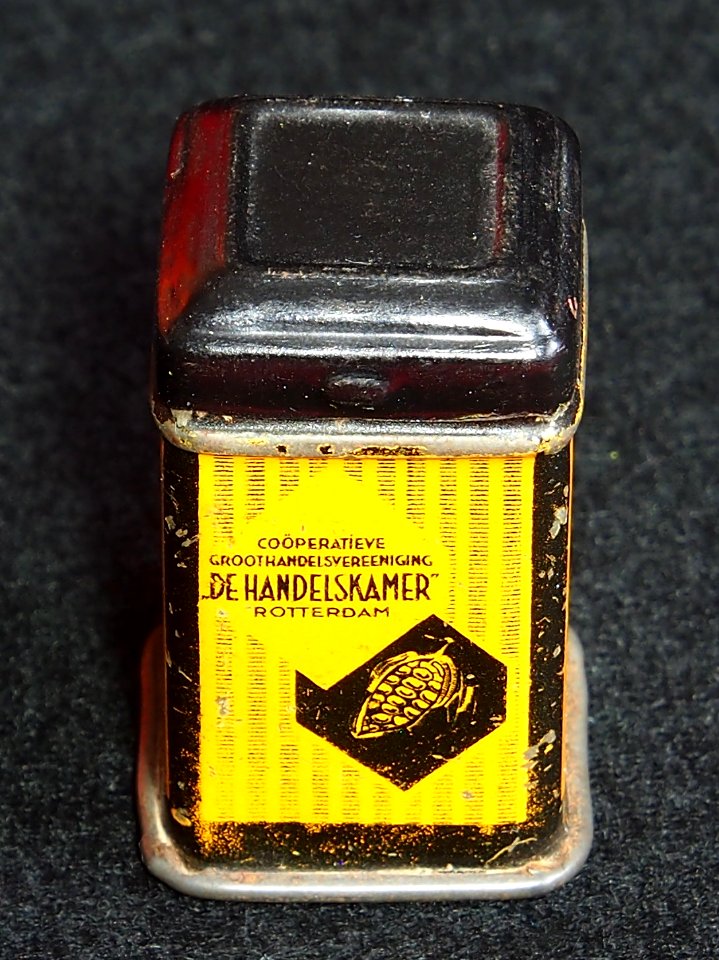 COÖPERATIEVE
GROOTHANDELSVEREENIGING
„DE HANDELSKAMER”
ROTTERDAM